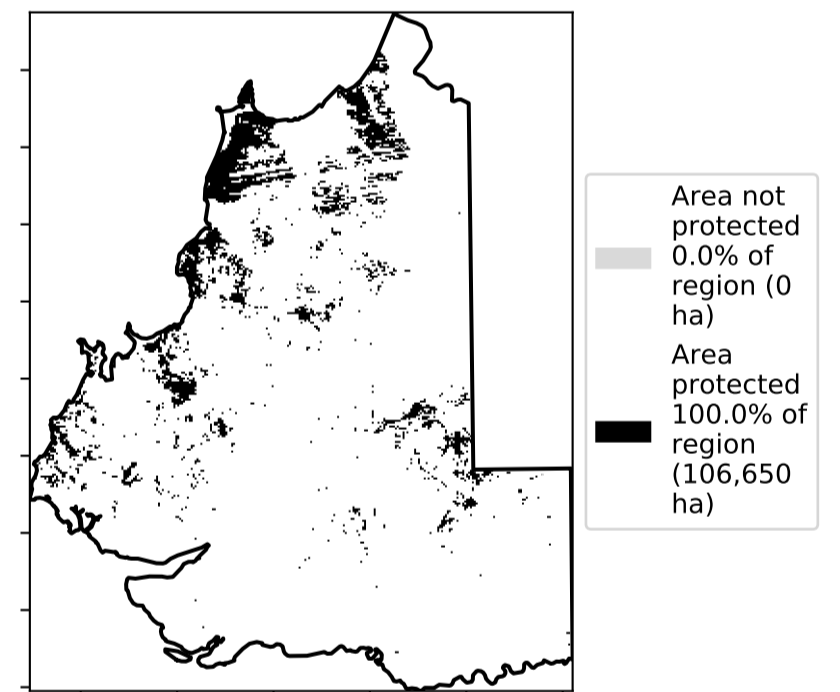 Area not
protected
0.0% of
region (0
ha)
Area
protected
100.0% of
region
(106,650
ha)